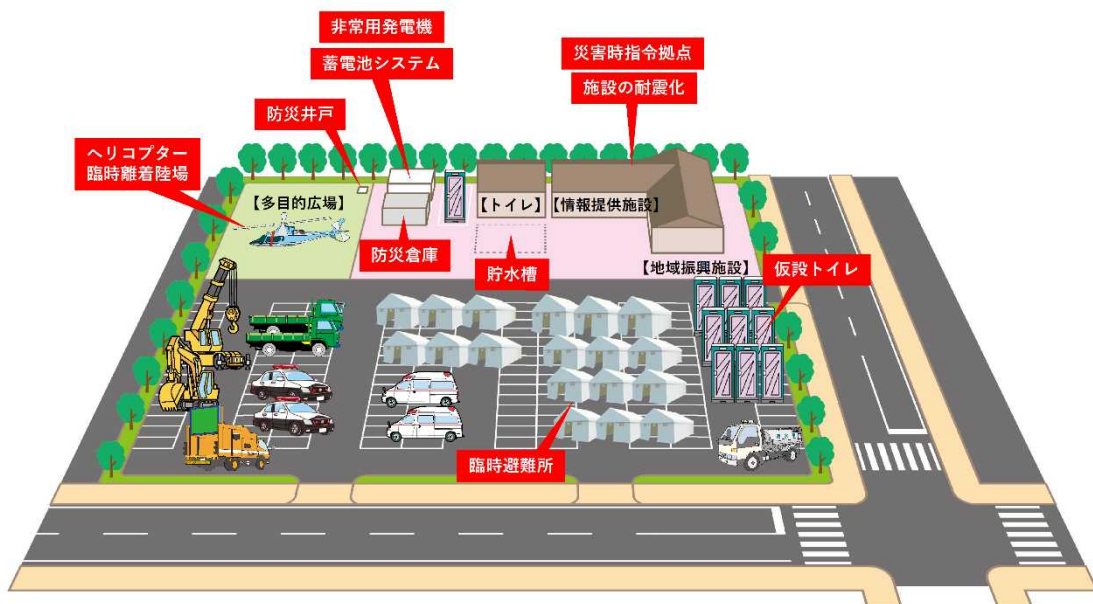 非常用発電機
蓄電池システム
災害時指令拠点
施設の耐震化
防災井戸
ヘリコプター
臨時離着陸場
【多目的広場】
【トイレ】
【情報提供施設】
防災倉庫
貯水槽
【地域振興施設】
仮設トイレ
臨時避難所